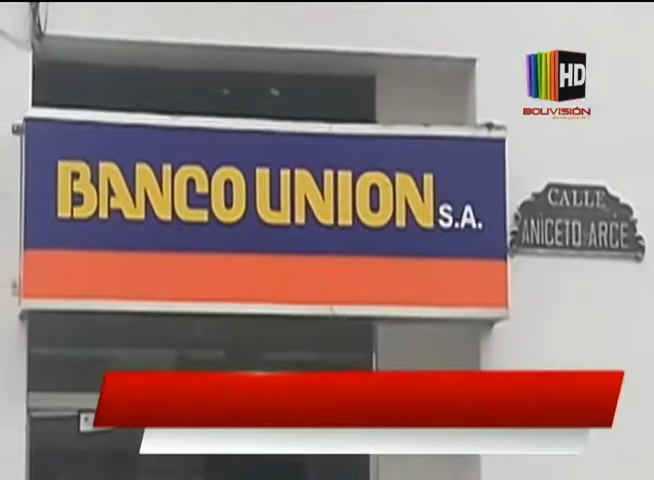 HD
BOLIVISIÓN
BANCO UNION S.A.
CALLE
ANICETO ARCE